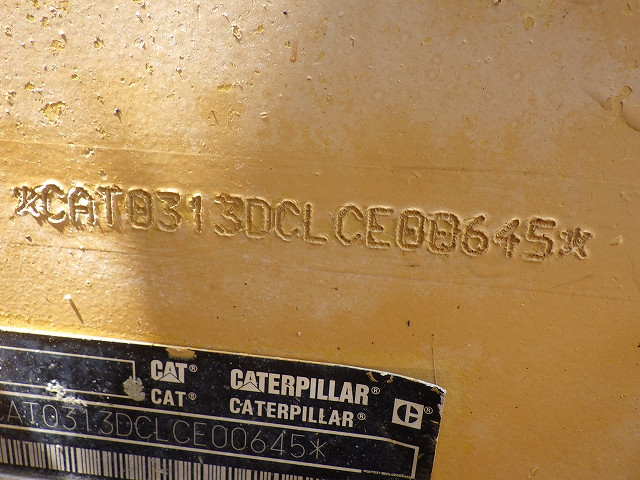 *CAT0313DCLCE00645*
CAT® CATERPILLAR®
CAT® CATERPILLAR®
CAT0313DCLCE00645*